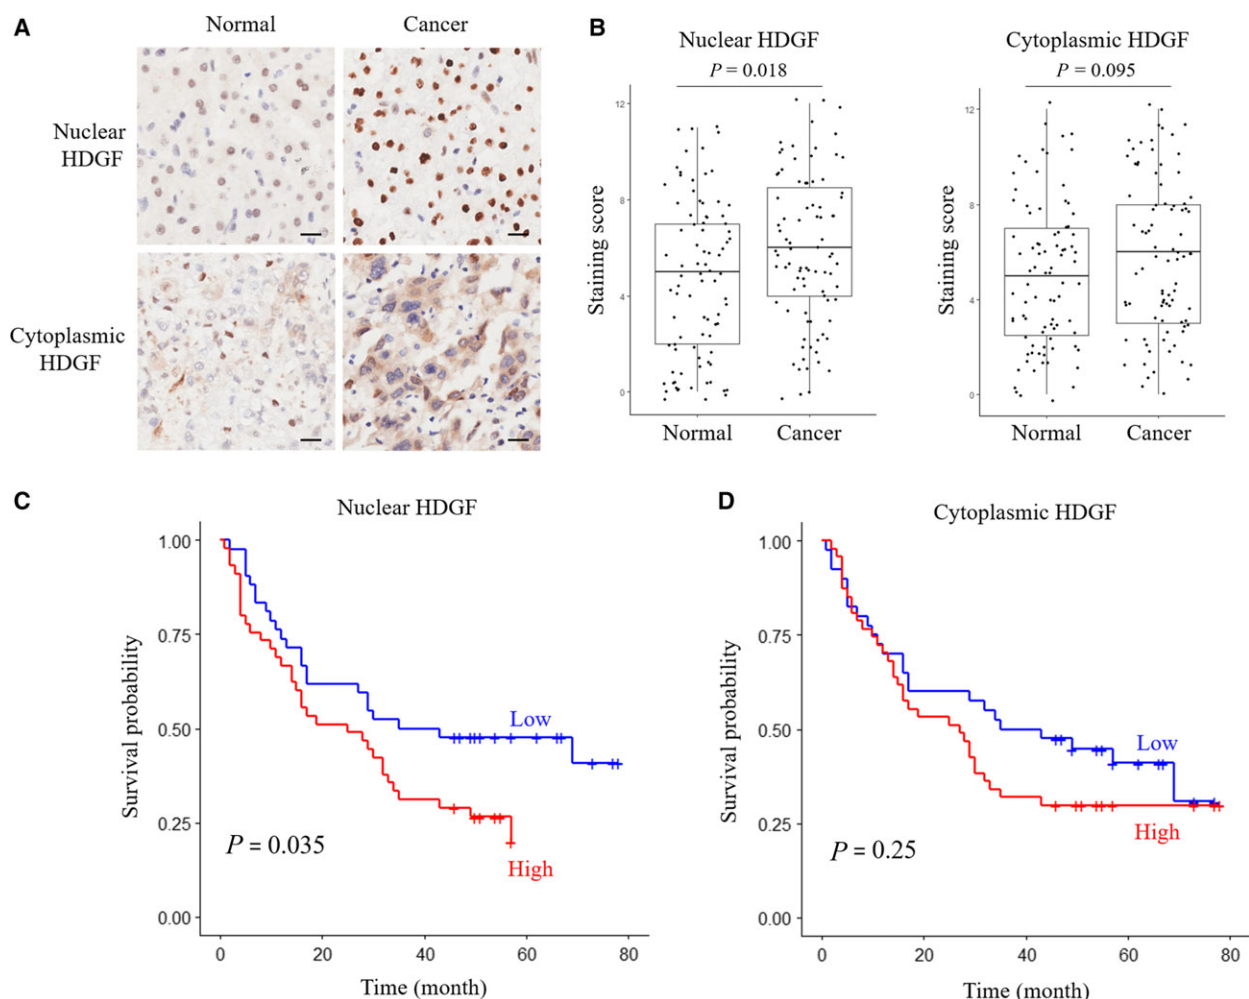 A
Normal
Cancer
Nuclear
HDGF
Cytoplasmic
HDGF
B
Nuclear HDGF
P = 0.018
Staining score
12
8
4
0
Normal
Cancer
Cytoplasmic HDGF
P = 0.095
Staining score
12
8
4
0
Normal
Cancer
C
Nuclear HDGF
Survival probability
1.00
0.75
0.50
0.25
0.00
Low
High
P = 0.035
0 20 40 60 80
Time (month)
D
Cytoplasmic HDGF
Survival probability
1.00
0.75
0.50
0.25
0.00
Low
High
P = 0.25
0 20 40 60 80
Time (month)